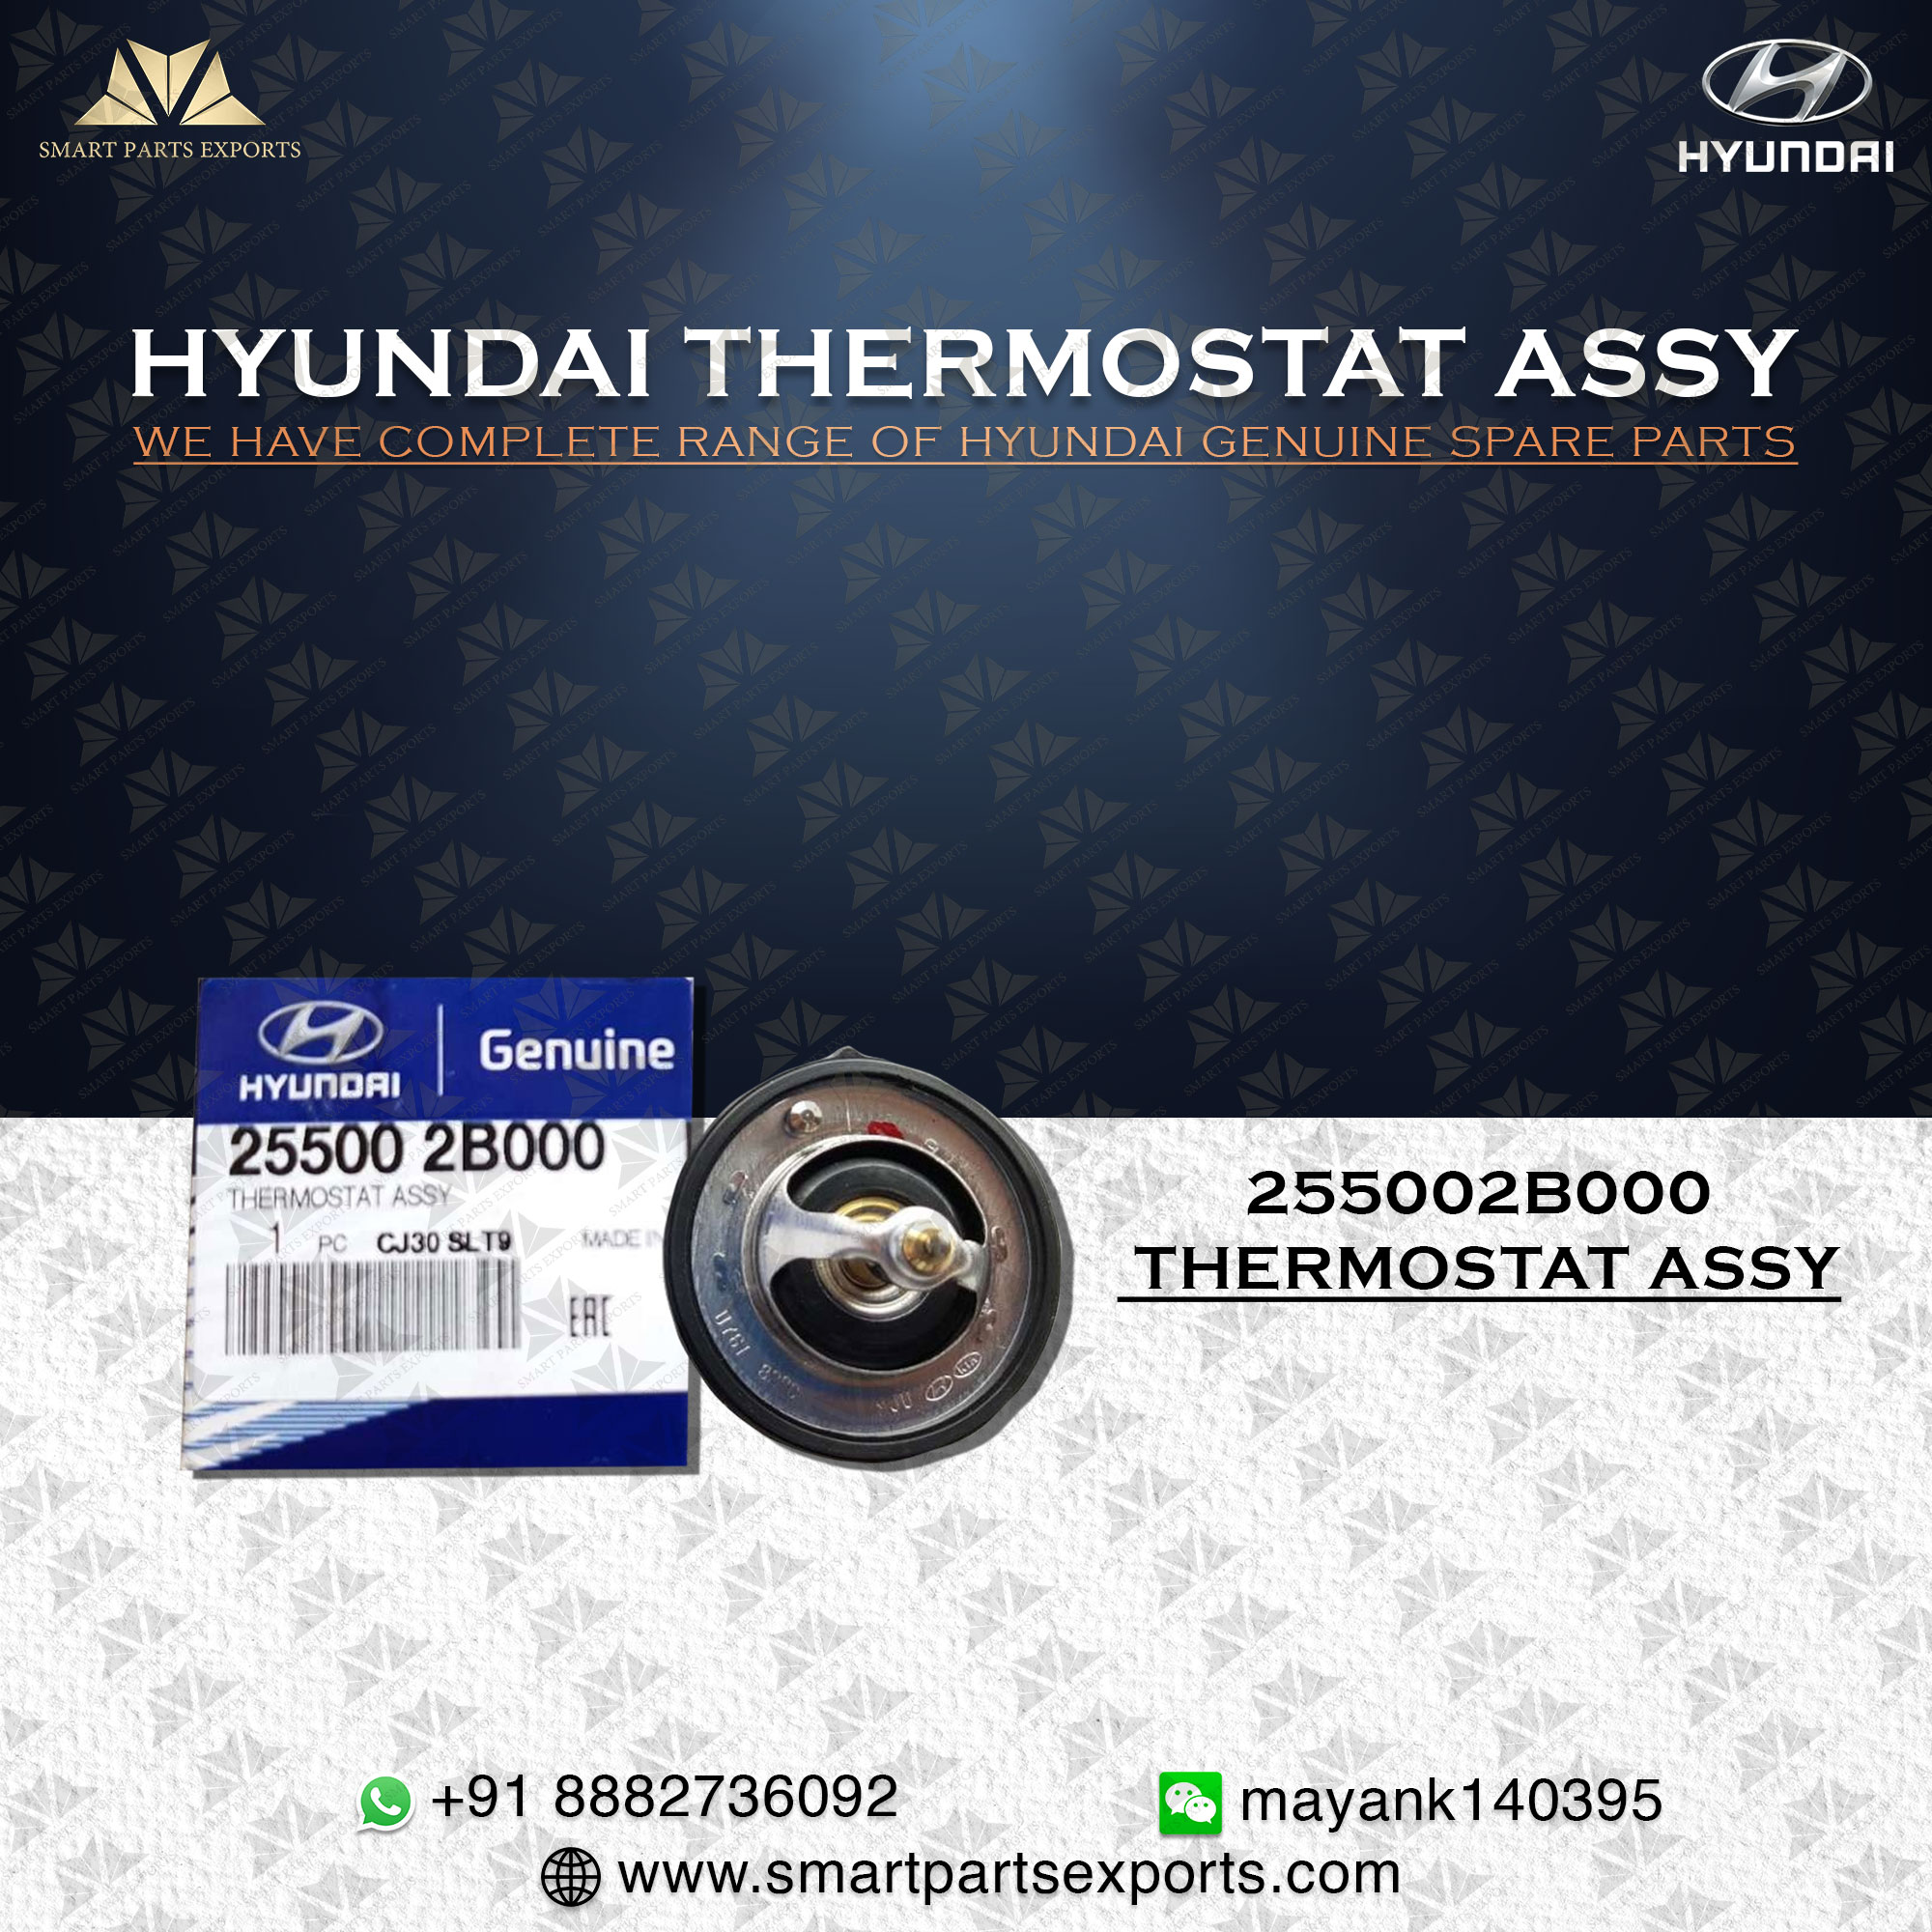 SMART PARTS EXPORTS
HYUNDAI
HYUNDAI THERMOSTAT ASSY
WE HAVE COMPLETE RANGE OF HYUNDAI GENUINE SPARE PARTS
HYUNDAI
Genuine
25500 2B000
THERMOSTAT ASSY
1 PC CJ30 SLT9 MADE IN
EAC
KIA
255002B000
THERMOSTAT ASSY
+91 8882736092
mayank140395
www.smartpartsexports.com